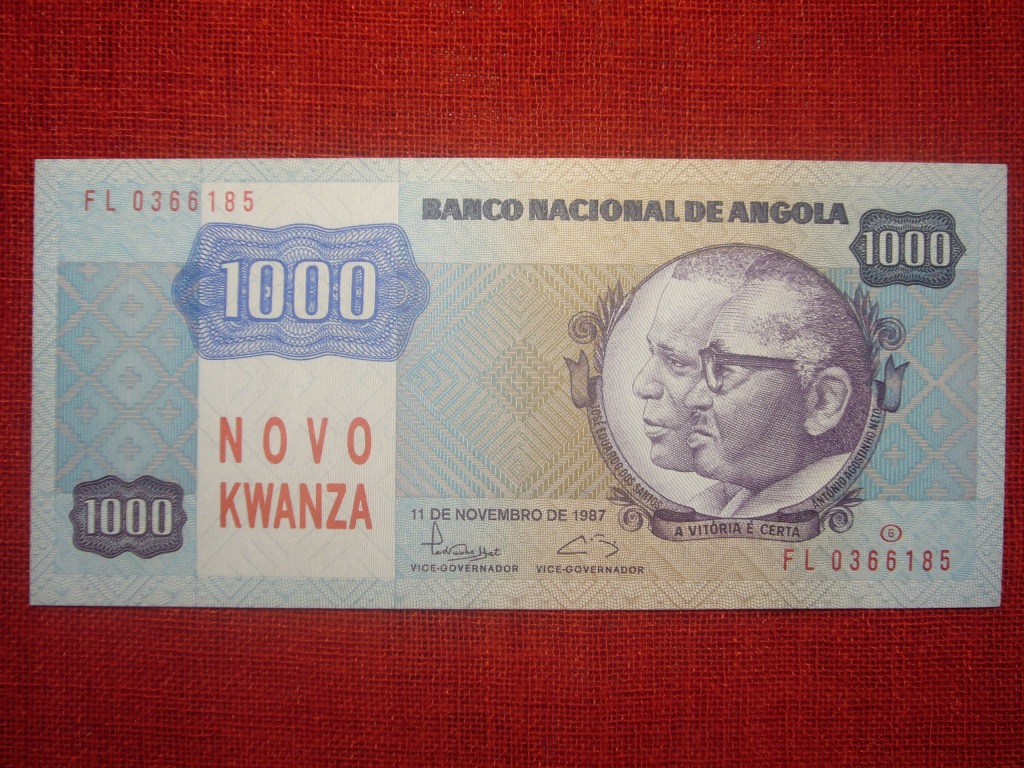 FL 0366185
BANCO NACIONAL DE ANGOLA
1000
1000
NOVO
KWANZA
1000
JOSÉ EDUARDO DOS SANTOS
ANTÓNIO AGOSTINHO NETO
A VITÓRIA É CERTA
11 DE NOVEMBRO DE 1987
VICE-GOVERNADOR VICE-GOVERNADOR
6
FL 0366185